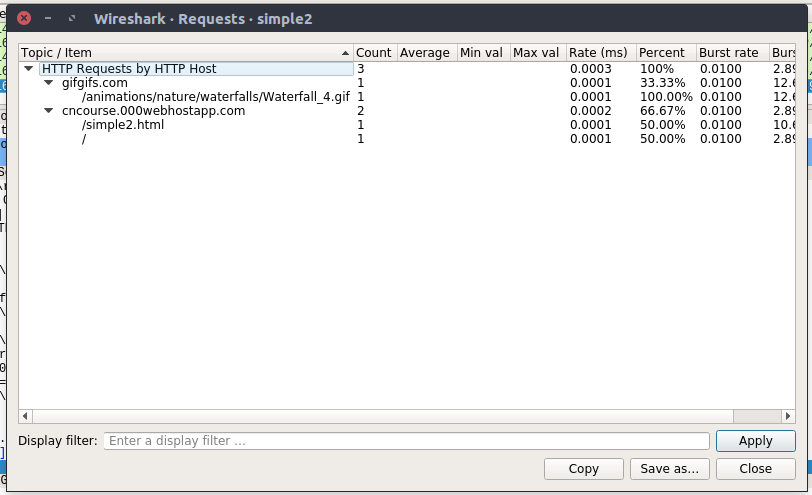 Wireshark · Requests · simple2
Topic / Item Count Average Min val Max val Rate (ms) Percent Burst rate Burs
HTTP Requests by HTTP Host 3 0.0003 100% 0.0100 2.89
gifgifs.com 1 0.0001 33.33% 0.0100 12.6
/animations/nature/waterfalls/Waterfall_4.gif 1 0.0001 100.00% 0.0100 12.6
cncourse.000webhostapp.com 2 0.0002 66.67% 0.0100 2.89
/simple2.html 1 0.0001 50.00% 0.0100 10.6
/ 1 0.0001 50.00% 0.0100 2.89
Display filter: Enter a display filter ... Apply
Copy Save as... Close